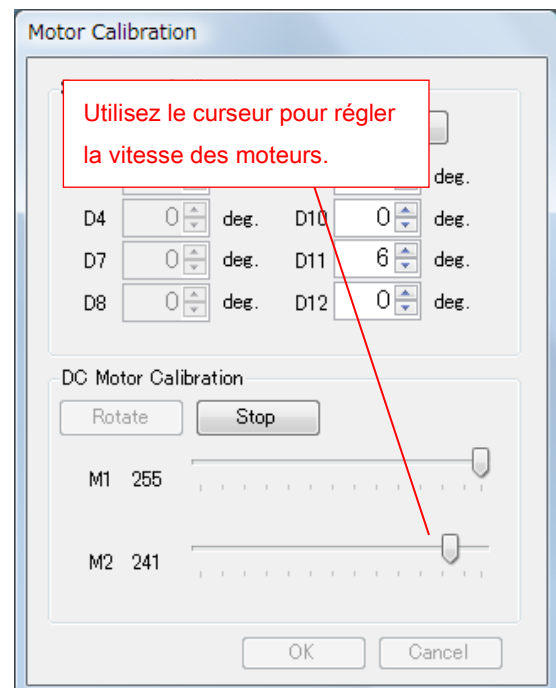 Motor Calibration
Utilisez le curseur pour régler
la vitesse des moteurs.
deg.
D4 0 deg. D10 0 deg.
D7 0 deg. D11 6 deg.
D8 0 deg. D12 0 deg.
DC Motor Calibration
Rotate Stop
M1 255
M2 241
OK Cancel